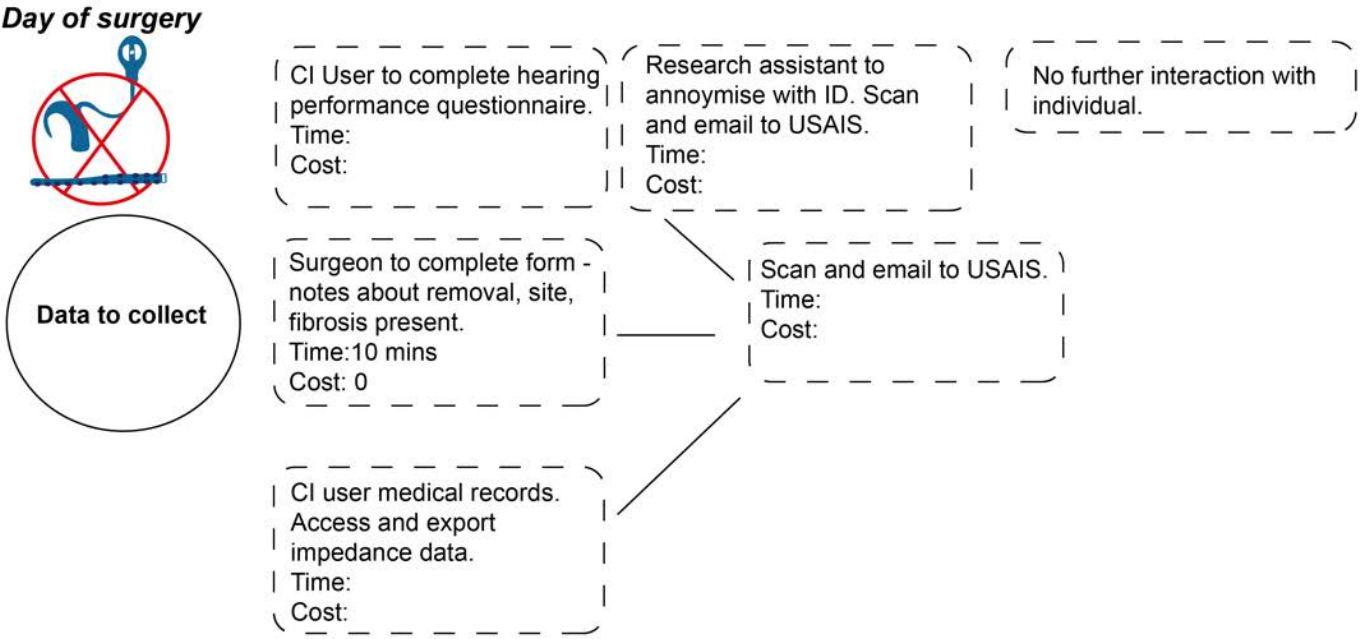 Day of surgery
CI User to complete hearing
performance questionnaire.
Time:
Cost:
Research assistant to
annoymise with ID. Scan
and email to USAIS.
Time:
Cost:
No further interaction with
individual.
Data to collect
Surgeon to complete form -
notes about removal, site,
fibrosis present.
Time:10 mins
Cost: 0
Scan and email to USAIS.
Time:
Cost:
CI user medical records.
Access and export
impedance data.
Time:
Cost: